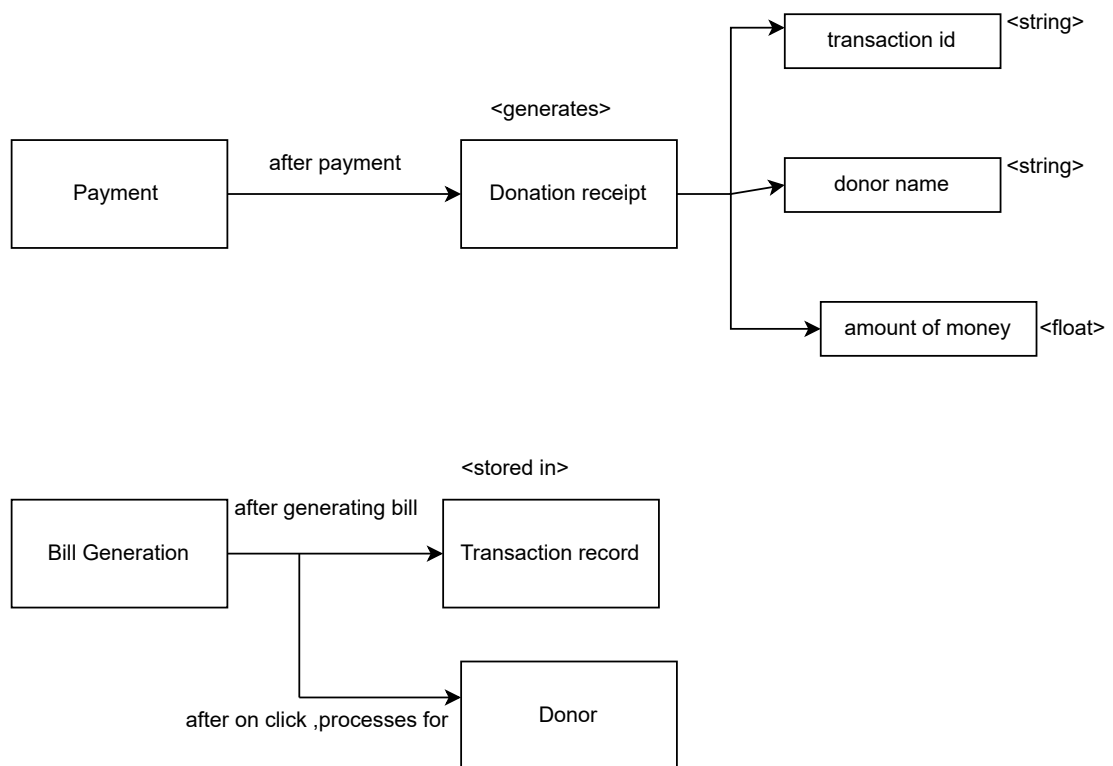 transaction id
<string>
<generates>
Payment
after payment
Donation receipt
donor name
<string>
amount of money
<float>
<stored in>
Bill Generation
after generating bill
Transaction record
after on click ,processes for
Donor